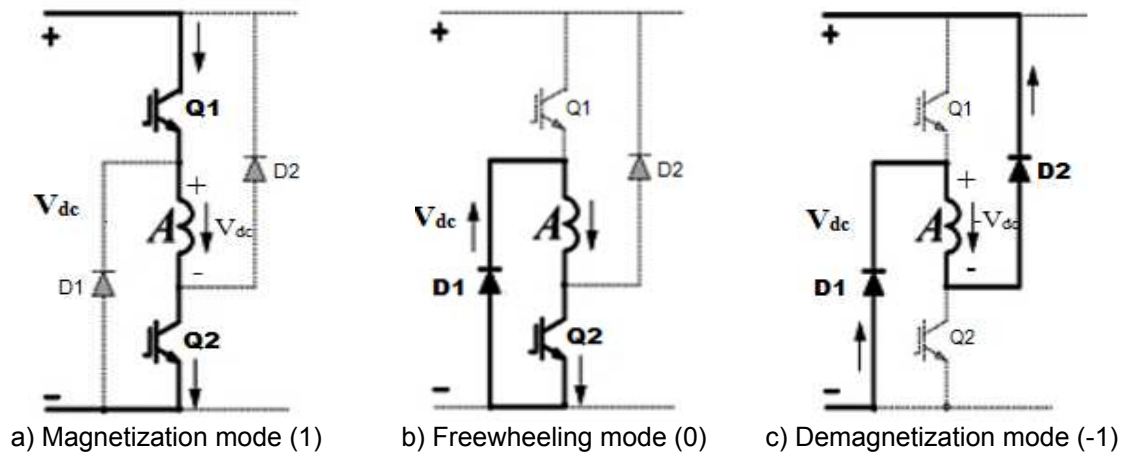 +
Q1
D2
+
Vdc
A
Vdc
-
D1
Q2
−
a) Magnetization mode (1)
+
Q1
D2
Vdc
A
D1
Q2
−
b) Freewheeling mode (0)
+
Q1
D2
+
Vdc
A
-Vdc
-
D1
Q2
−
c) Demagnetization mode (-1)